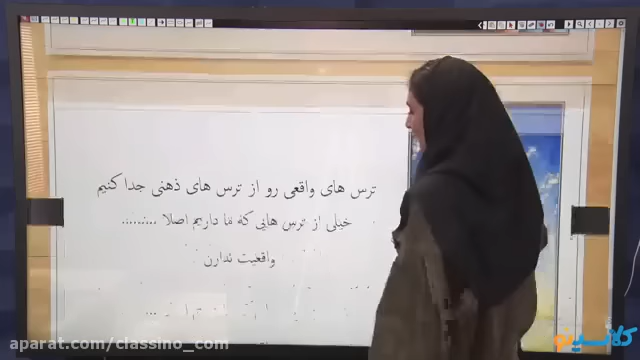 ترس های واقعی رو از ترس های ذهنی جدا کنیم
خیلی از ترس هایی که ما داریم اصلا .......
واقعیت ندارن
aparat.com/classino_com
کلاسینو